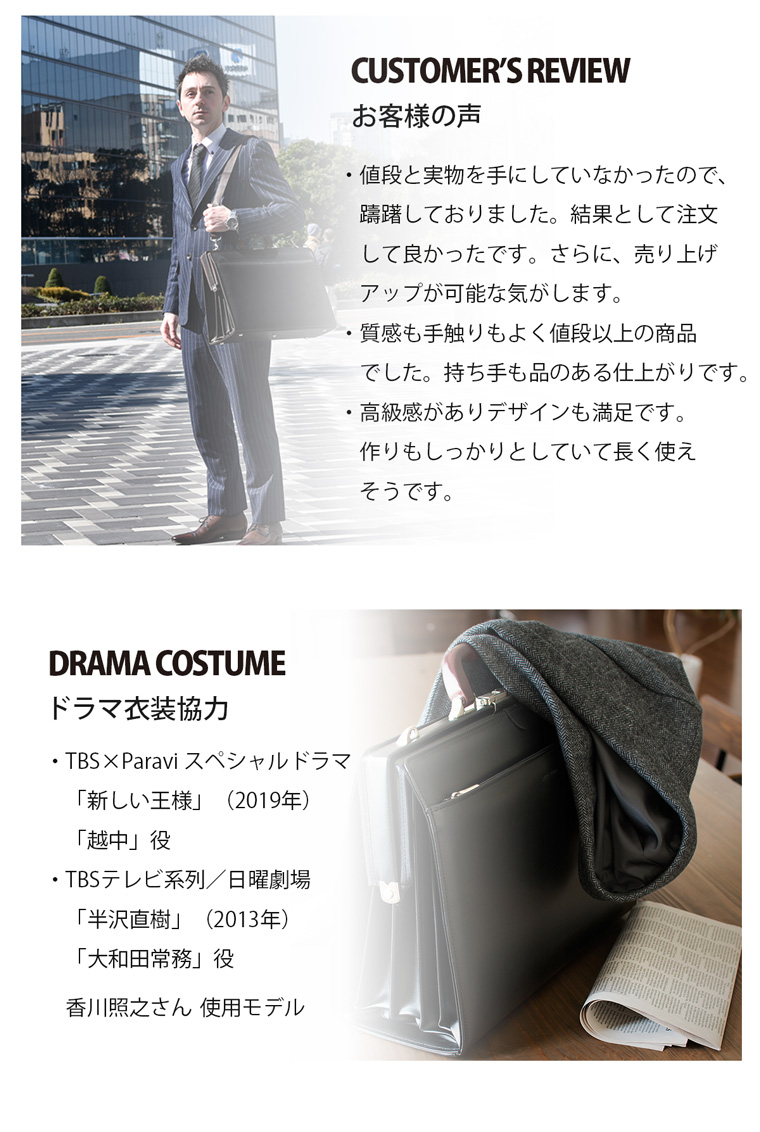 CUSTOMER’S REVIEW
お客様の声
・値段と実物を手にしていなかったので、
躊躇しておりました。結果として注文
して良かったです。さらに、売り上げ
アップが可能な気がします。
・質感も手触りもよく値段以上の商品
でした。持ち手も品のある仕上がりです。
・高級感がありデザインも満足です。
作りもしっかりとしていて長く使え
そうです。
DRAMA COSTUME
ドラマ衣装協力
・TBS×Paravi スペシャルドラマ
「新しい王様」（2019年）
「越中」役
・TBSテレビ系列／日曜劇場
「半沢直樹」（2013年）
「大和田常務」役
香川照之さん 使用モデル